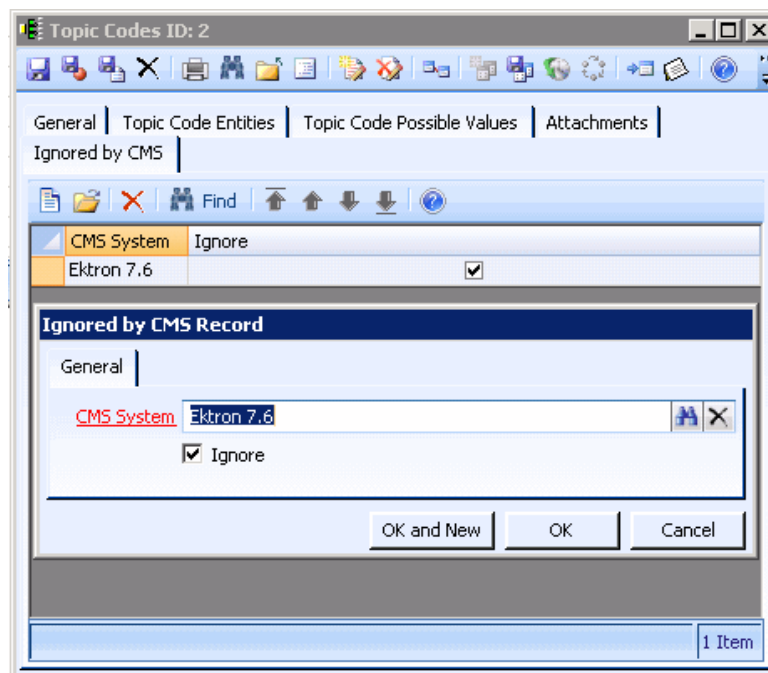 Topic Codes ID: 2
General Topic Code Entities Topic Code Possible Values Attachments
Ignored by CMS
Find
CMS System Ignore
Ektron 7.6
Ignored by CMS Record
General
CMS System Ektron 7.6
Ignore
OK and New OK Cancel
1 Item